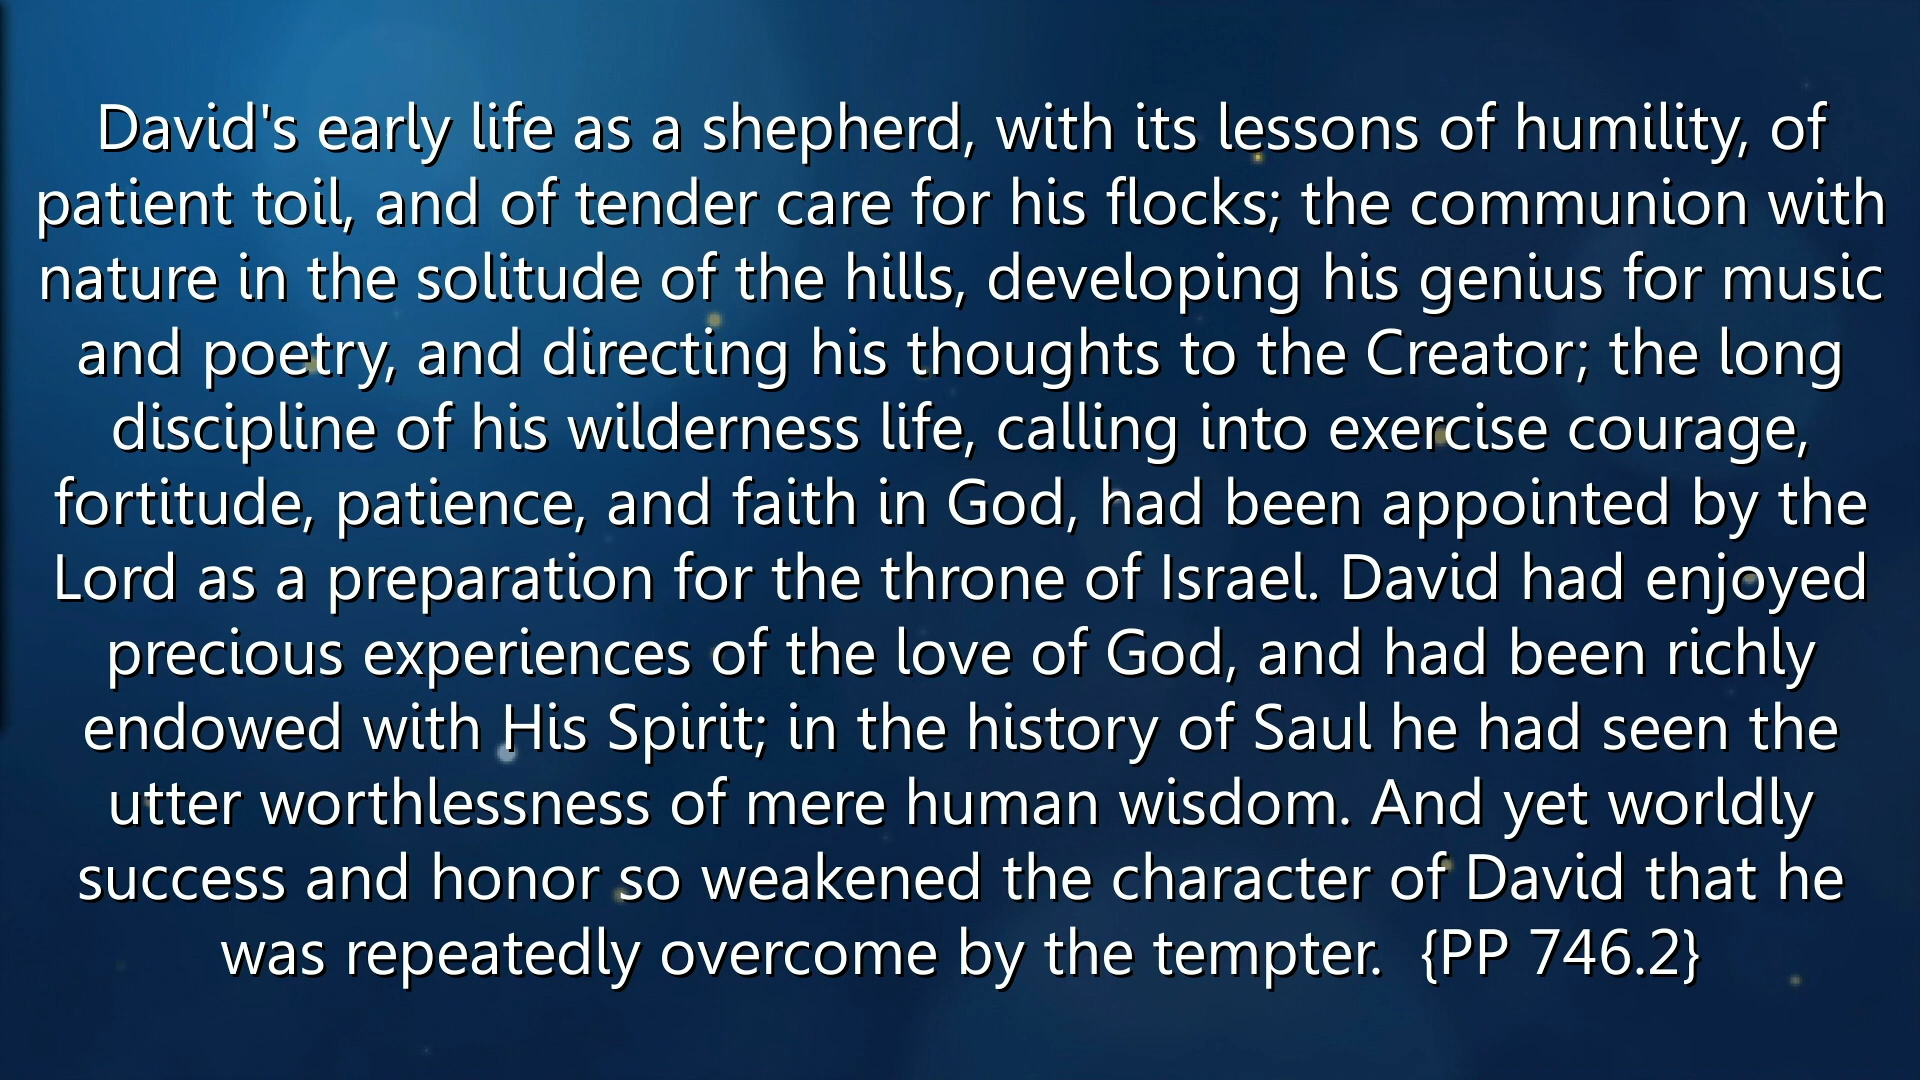 David's early life as a shepherd, with its lessons of humility, of
patient toil, and of tender care for his flocks; the communion with
nature in the solitude of the hills, developing his genius for music
and poetry, and directing his thoughts to the Creator; the long
discipline of his wilderness life, calling into exercise courage,
fortitude, patience, and faith in God, had been appointed by the
Lord as a preparation for the throne of Israel. David had enjoyed
precious experiences of the love of God, and had been richly
endowed with His Spirit; in the history of Saul he had seen the
utter worthlessness of mere human wisdom. And yet worldly
success and honor so weakened the character of David that he
was repeatedly overcome by the tempter.  {PP 746.2}